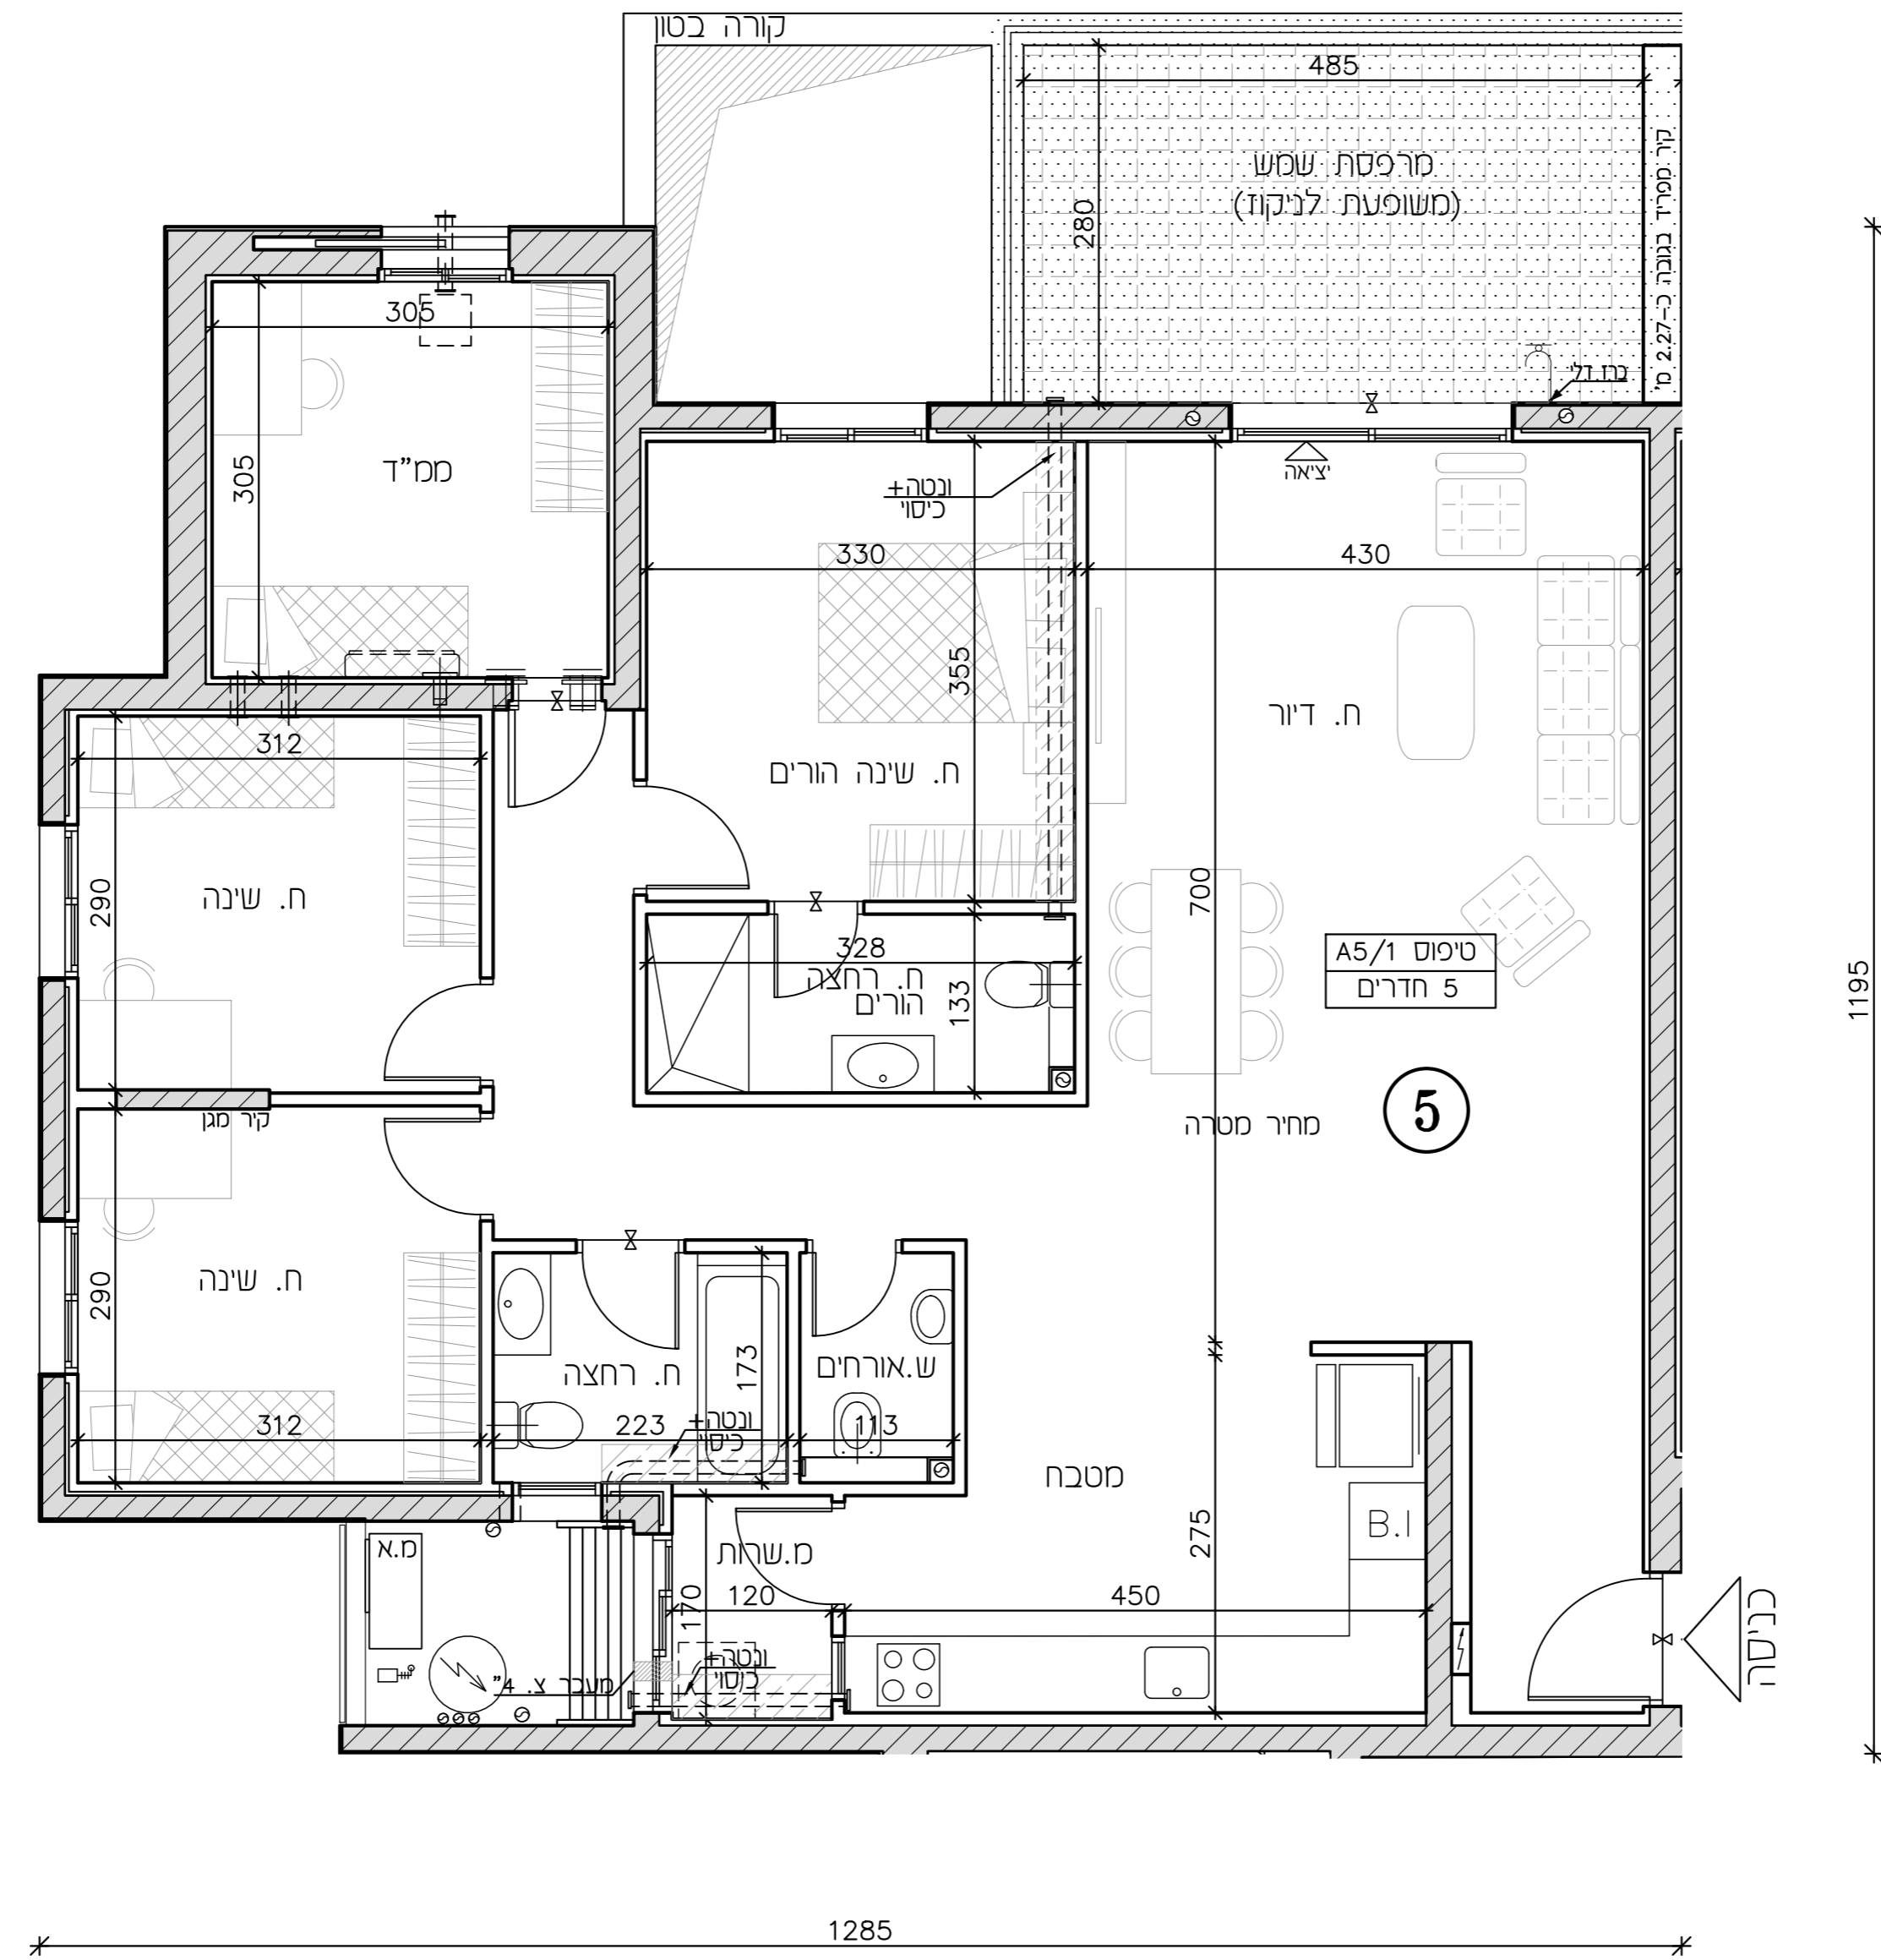 קורה בטון
485
מרפסת שמש
(משופעת לניקוז)
280
קיר מפריד בגובה כ-2.27 מ'
ברז דלי
305
305
ממ"ד
יציאה
ונטה+
כיסוי
330
430
355
ח. דיור
ח. שינה הורים
312
290
ח. שינה
700
328
ח. רחצה
הורים
133
טיפוס A5/1
5 חדרים
1195
5
מחיר מטרה
קיר מגן
290
ח. שינה
312
ח. רחצה
173
223
ונטה+
כיסוי
ש.אורחים
113
מטבח
B.I
275
450
מ.שרות
120
170
ונטה+
כיסוי
מ.א
מעבר צ. 4"
כניסה
1285